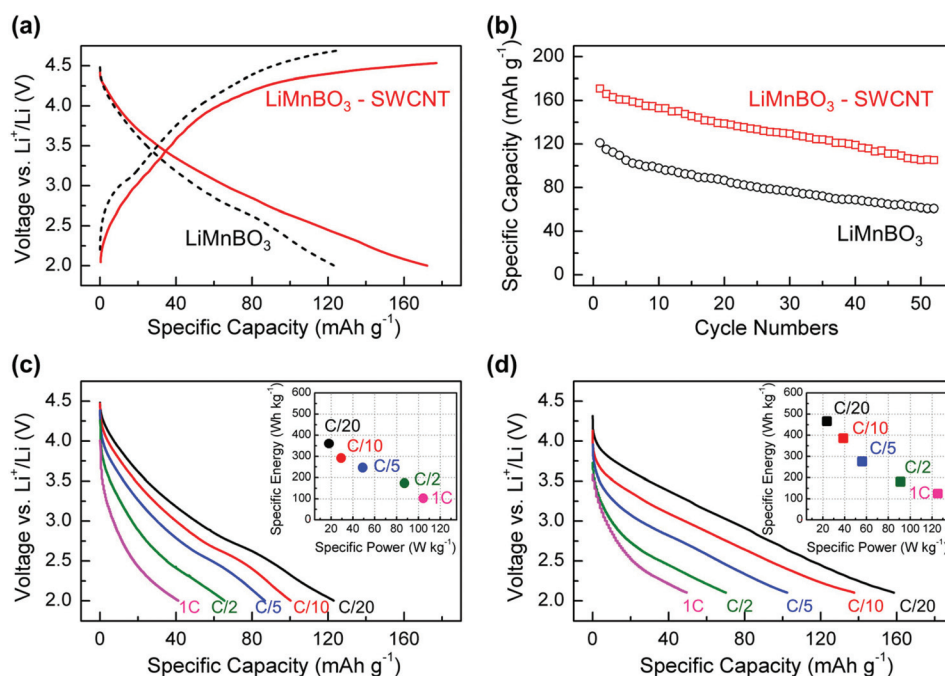 (a)
Voltage vs. Li⁺/Li (V)
4.5
4.0
3.5
3.0
2.5
2.0
LiMnBO₃ - SWCNT
LiMnBO₃
0 40 80 120 160
Specific Capacity (mAh g⁻¹)
(b)
Specific Capacity (mAh g⁻¹)
200
160
120
80
40
0
LiMnBO₃ - SWCNT
LiMnBO₃
0 10 20 30 40 50
Cycle Numbers
(c)
Voltage vs. Li⁺/Li (V)
4.5
4.0
3.5
3.0
2.5
2.0
1C C/2 C/5 C/10 C/20
0 40 80 120 160
Specific Capacity (mAh g⁻¹)
Specific Energy (Wh kg⁻¹)
600
500
400
300
200
100
0
C/20
C/10
C/5
C/2
1C
20 40 60 80 100 120
Specific Power (W kg⁻¹)
(d)
Voltage vs. Li⁺/Li (V)
4.5
4.0
3.5
3.0
2.5
2.0
1C C/2 C/5 C/10 C/20
0 40 80 120 160
Specific Capacity (mAh g⁻¹)
Specific Energy (Wh kg⁻¹)
600
500
400
300
200
100
0
C/20
C/10
C/5
C/2
1C
20 40 60 80 100 120
Specific Power (W kg⁻¹)